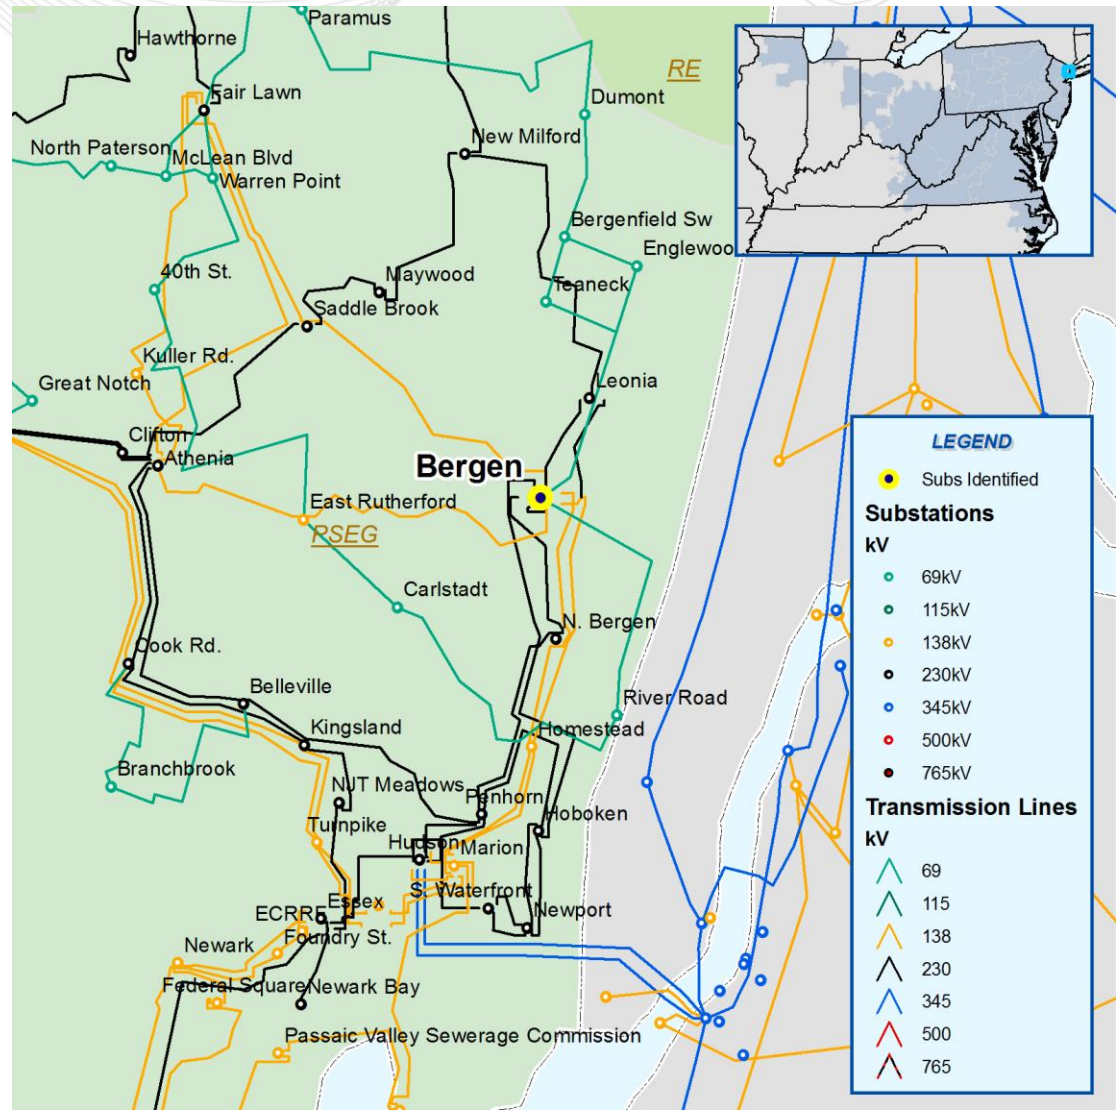 Paramus
Hawthorne
RE
Fair Lawn
Dumont
New Milford
North Paterson
McLean Blvd
Warren Point
Bergenfield Sw
Englewoo
40th St.
Maywood
Teaneck
Saddle Brook
Kuller Rd.
Great Notch
Leonia
Clifton
Athenia
Bergen
East Rutherford
PSEG
Carlstadt
N. Bergen
Cook Rd.
Belleville
River Road
Kingsland
Homestead
Branchbrook
NJT Meadows
Penhorn
Hoboken
Turnpike
Hudson
Marion
S. Waterfront
Essex
ECRRF
Newport
Foundry St.
Newark
Federal Square
Newark Bay
Passaic Valley Sewerage Commission
LEGEND
Subs Identified
Substations
kV
69kV
115kV
138kV
230kV
345kV
500kV
765kV
Transmission Lines
kV
69
115
138
230
345
500
765